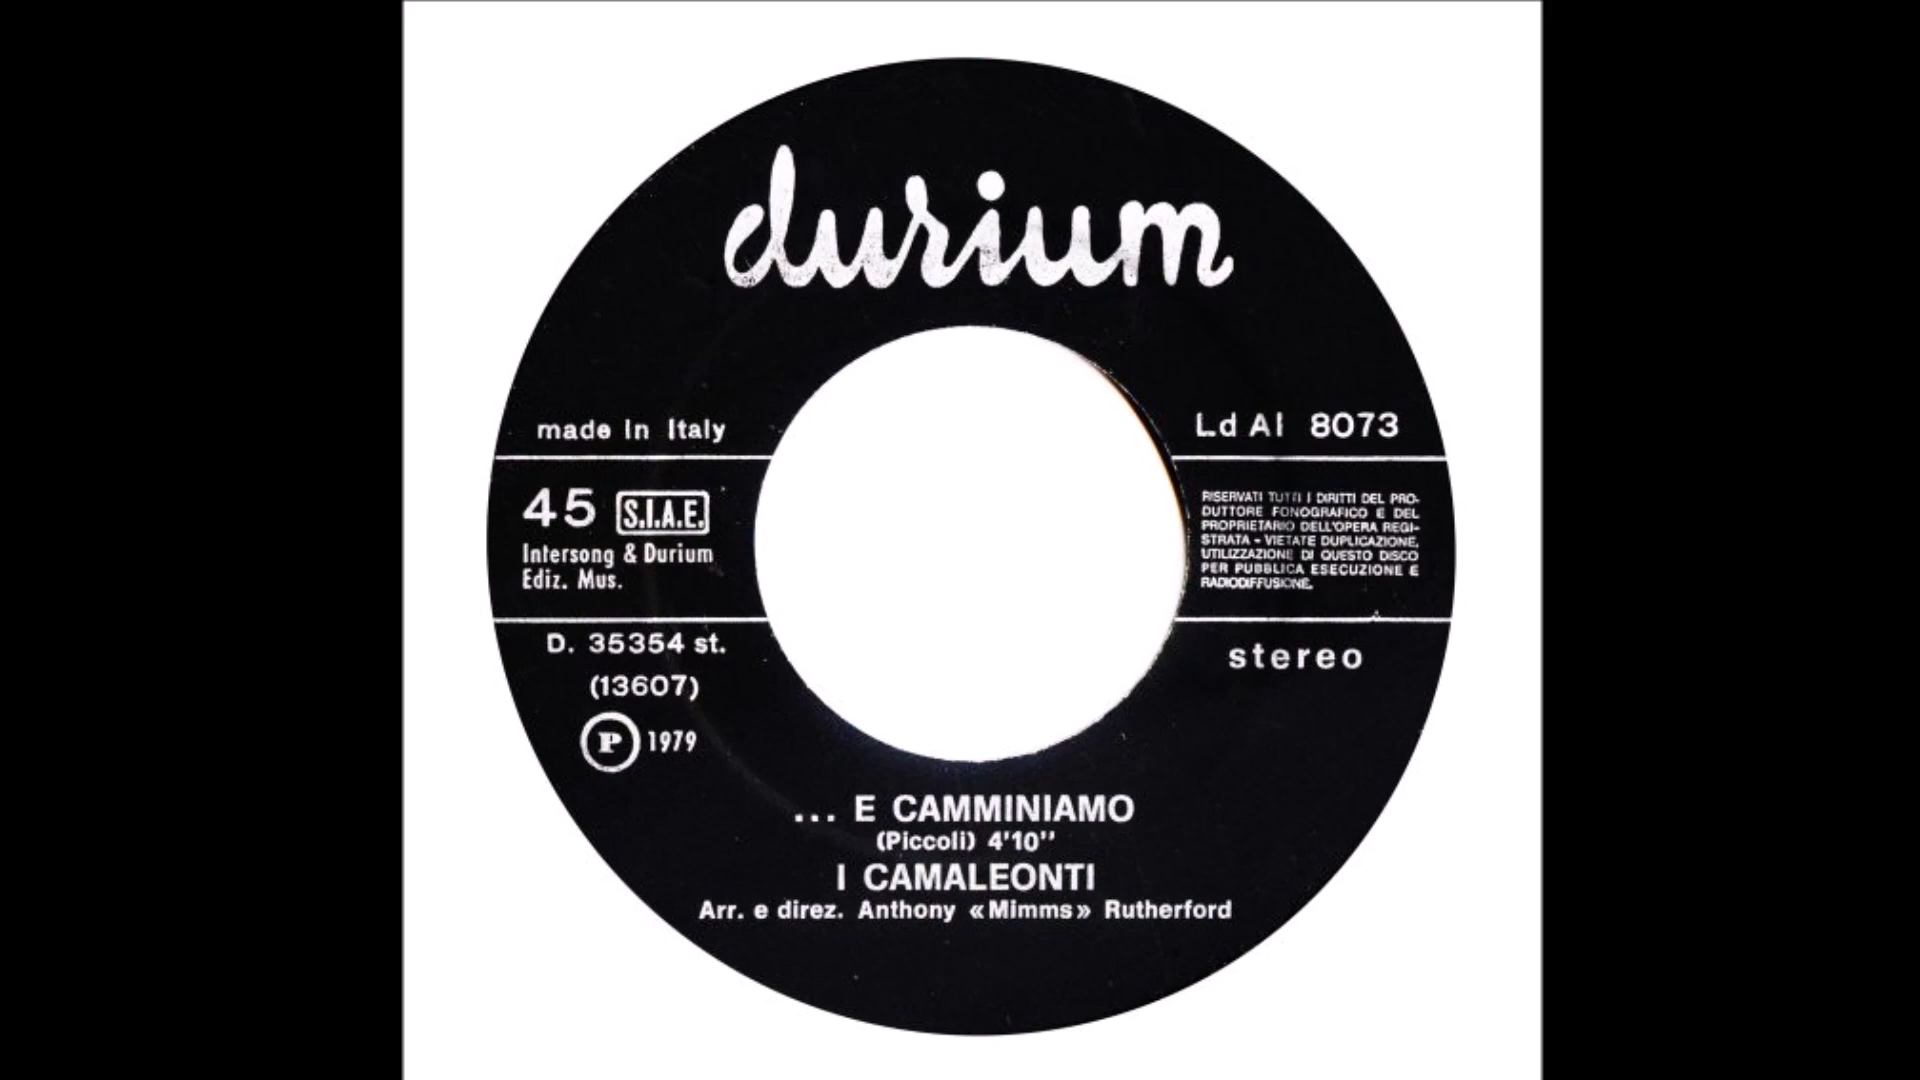 durium
made in Italy
Ld Al 8073
45 S.I.A.E.
Intersong & Durium
Ediz. Mus.
RISERVATI TUTTI I DIRITTI DEL PRO-
DUTTORE FONOGRAFICO E DEL
PROPRIETARIO DELL'OPERA REGI-
STRATA - VIETATE DUPLICAZIONE,
UTILIZZAZIONE DI QUESTO DISCO
PER PUBBLICA ESECUZIONE E
RADIODIFFUSIONE.
D. 35354 st.
(13607)
P 1979
stereo
... E CAMMINIAMO
(Piccoli) 4'10''
I CAMALEONTI
Arr. e direz. Anthony «Mimms» Rutherford